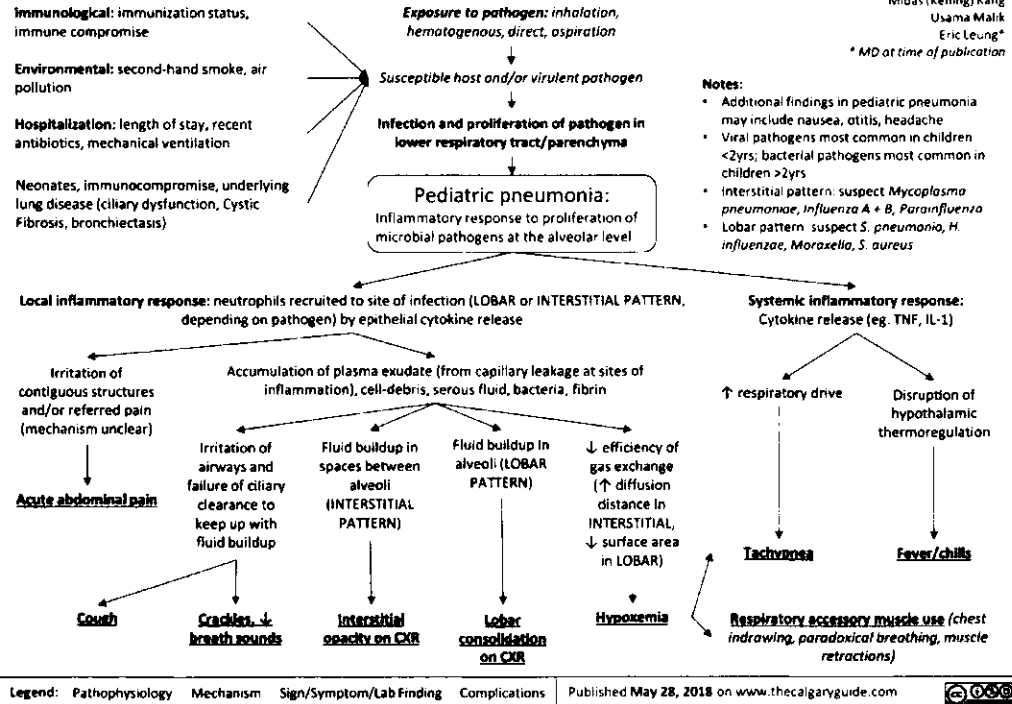 Immunological: immunization status,
immune compromise
Environmental: second-hand smoke, air
pollution
Hospitalization: length of stay, recent
antibiotics, mechanical ventilation
Neonates, immunocompromise, underlying
lung disease (ciliary dysfunction, Cystic
Fibrosis, bronchiectasis)
Exposure to pathogen: inhalation,
hematogenous, direct, aspiration
Susceptible host and/or virulent pathogen
Infection and proliferation of pathogen in
lower respiratory tract/parenchyma
Pediatric pneumonia:
Inflammatory response to proliferation of
microbial pathogens at the alveolar level
Kang
Usama Malik
Eric Leung*
* MD at time of publication
Notes:
• Additional findings in pediatric pneumonia
may include nausea, otitis, headache
• Viral pathogens most common in children
<2yrs; bacterial pathogens most common in
children >2yrs
• Interstitial pattern: suspect Mycoplasma
pneumoniae, Influenza A + B, Parainfluenza
• Lobar pattern suspect S. pneumonia, H.
influenzae, Moraxella, S. aureus
Local inflammatory response: neutrophils recruited to site of infection (LOBAR or INTERSTITIAL PATTERN,
depending on pathogen) by epithelial cytokine release
Systemic inflammatory response:
Cytokine release (eg. TNF, IL-1)
Irritation of
contiguous structures
and/or referred pain
(mechanism unclear)
Acute abdominal pain
Accumulation of plasma exudate (from capillary leakage at sites of
inflammation), cell-debris, serous fluid, bacteria, fibrin
Irritation of
airways and
failure of ciliary
clearance to
keep up with
fluid buildup
Fluid buildup in
spaces between
alveoli
(INTERSTITIAL
PATTERN)
Fluid buildup in
alveoli (LOBAR
PATTERN)
↓ efficiency of
gas exchange
(↑ diffusion
distance in
INTERSTITIAL,
↓ surface area
in LOBAR)
↑ respiratory drive
Disruption of
hypothalamic
thermoregulation
Tachypnea
Fever/chills
Cough
Crackles, ↓
breath sounds
Interstitial
opacity on CXR
Lobar
consolidation
on CXR
Hypoxemia
Respiratory accessory muscle use (chest
indrawing, paradoxical breathing, muscle
retractions)
Legend: Pathophysiology Mechanism Sign/Symptom/Lab Finding Complications Published May 28, 2018 on www.thecalgaryguide.com